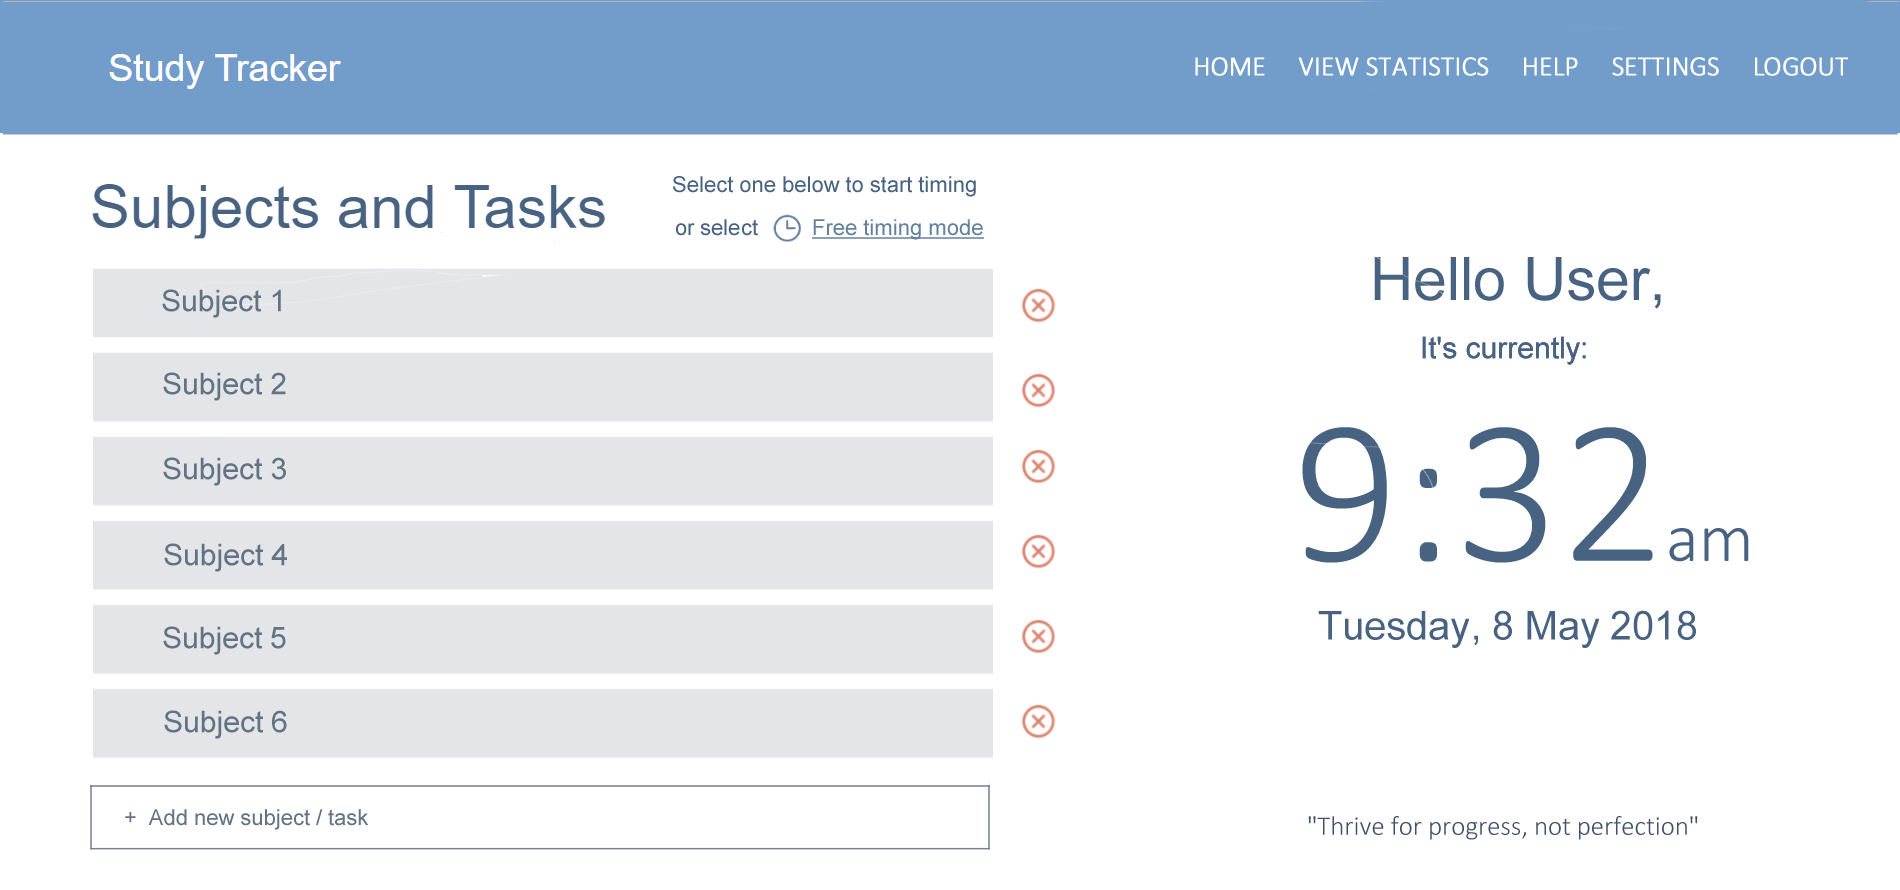 Study Tracker
HOME VIEW STATISTICS HELP SETTINGS LOGOUT
Subjects and Tasks
Select one below to start timing
or select Free timing mode
Subject 1
Subject 2
Subject 3
Subject 4
Subject 5
Subject 6
+ Add new subject / task
Hello User,
It's currently:
9:32am
Tuesday, 8 May 2018
"Thrive for progress, not perfection"